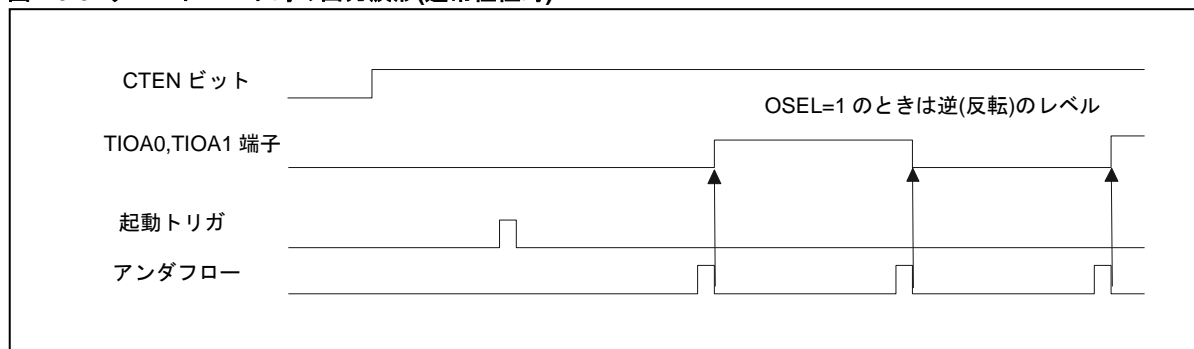 CTEN ビット
OSEL=1 のときは逆(反転)のレベル
TIOA0,TIOA1 端子
起動トリガ
アンダフロー